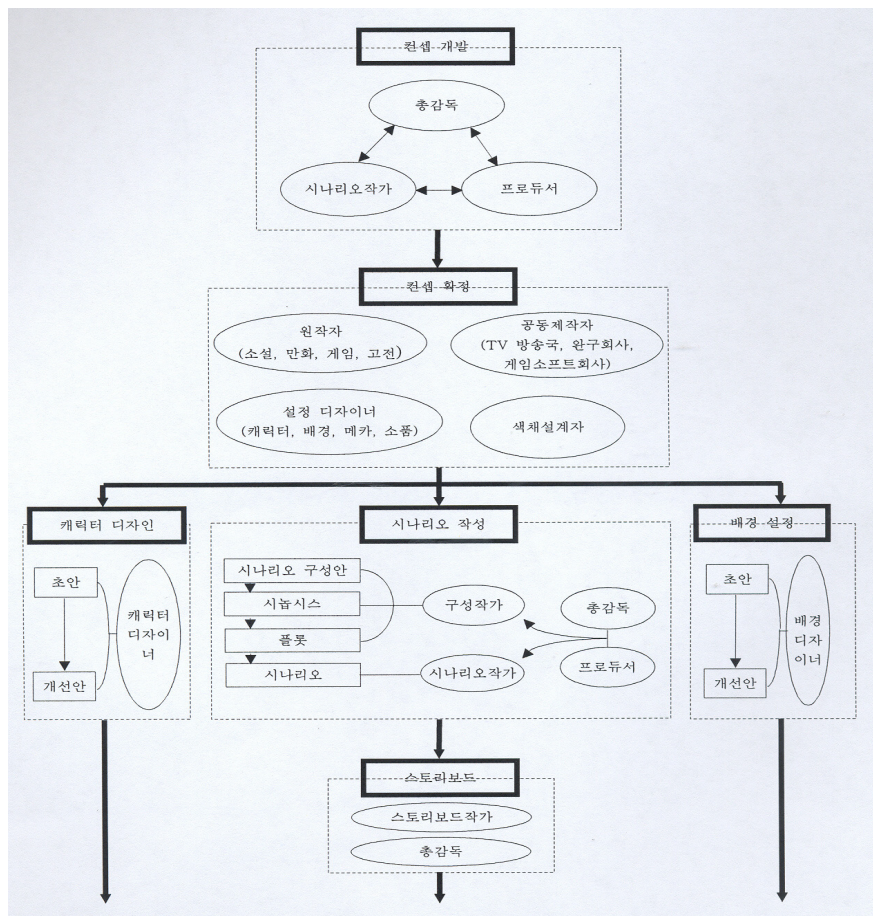 컨셉 개발
총감독
시나리오작가
프로듀서
컨셉 확정
원작자
(소설, 만화, 게임, 고전)
공동제작자
(TV 방송국, 완구회사,
게임소프트회사)
설정 디자이너
(캐릭터, 배경, 메카, 소품)
색채설계자
캐릭터 디자인
초안
개선안
캐릭터
디자이
너
시나리오 작성
시나리오 구성안
시놉시스
플롯
시나리오
구성작가
시나리오작가
총감독
프로듀서
배경 설정
초안
개선안
배경
디자
이너
스토리보드
스토리보드작가
총감독